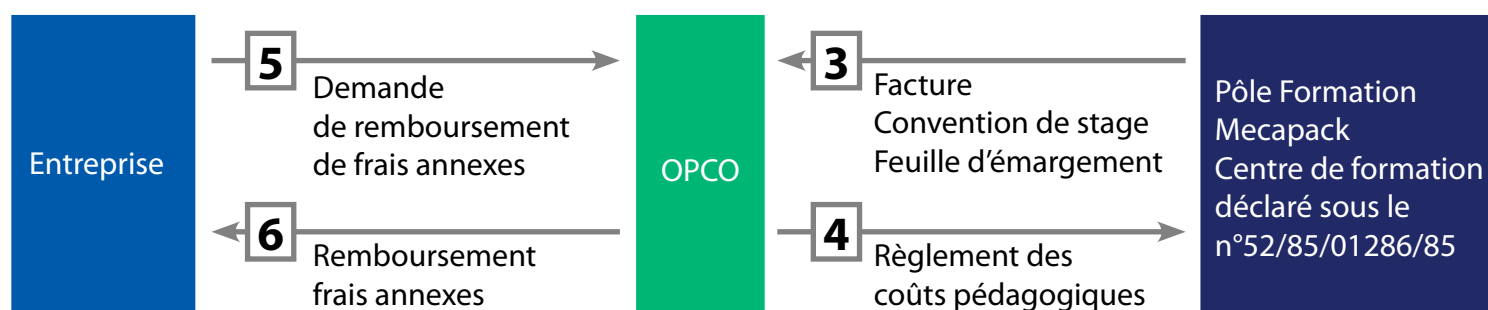 Entreprise
5
Demande
de remboursement
de frais annexes
6
Remboursement
frais annexes
OPCO
3
Facture
Convention de stage
Feuille d’émargement
4
Règlement des
coûts pédagogiques
Pôle Formation
Mecapack
Centre de formation
déclaré sous le
n°52/85/01286/85